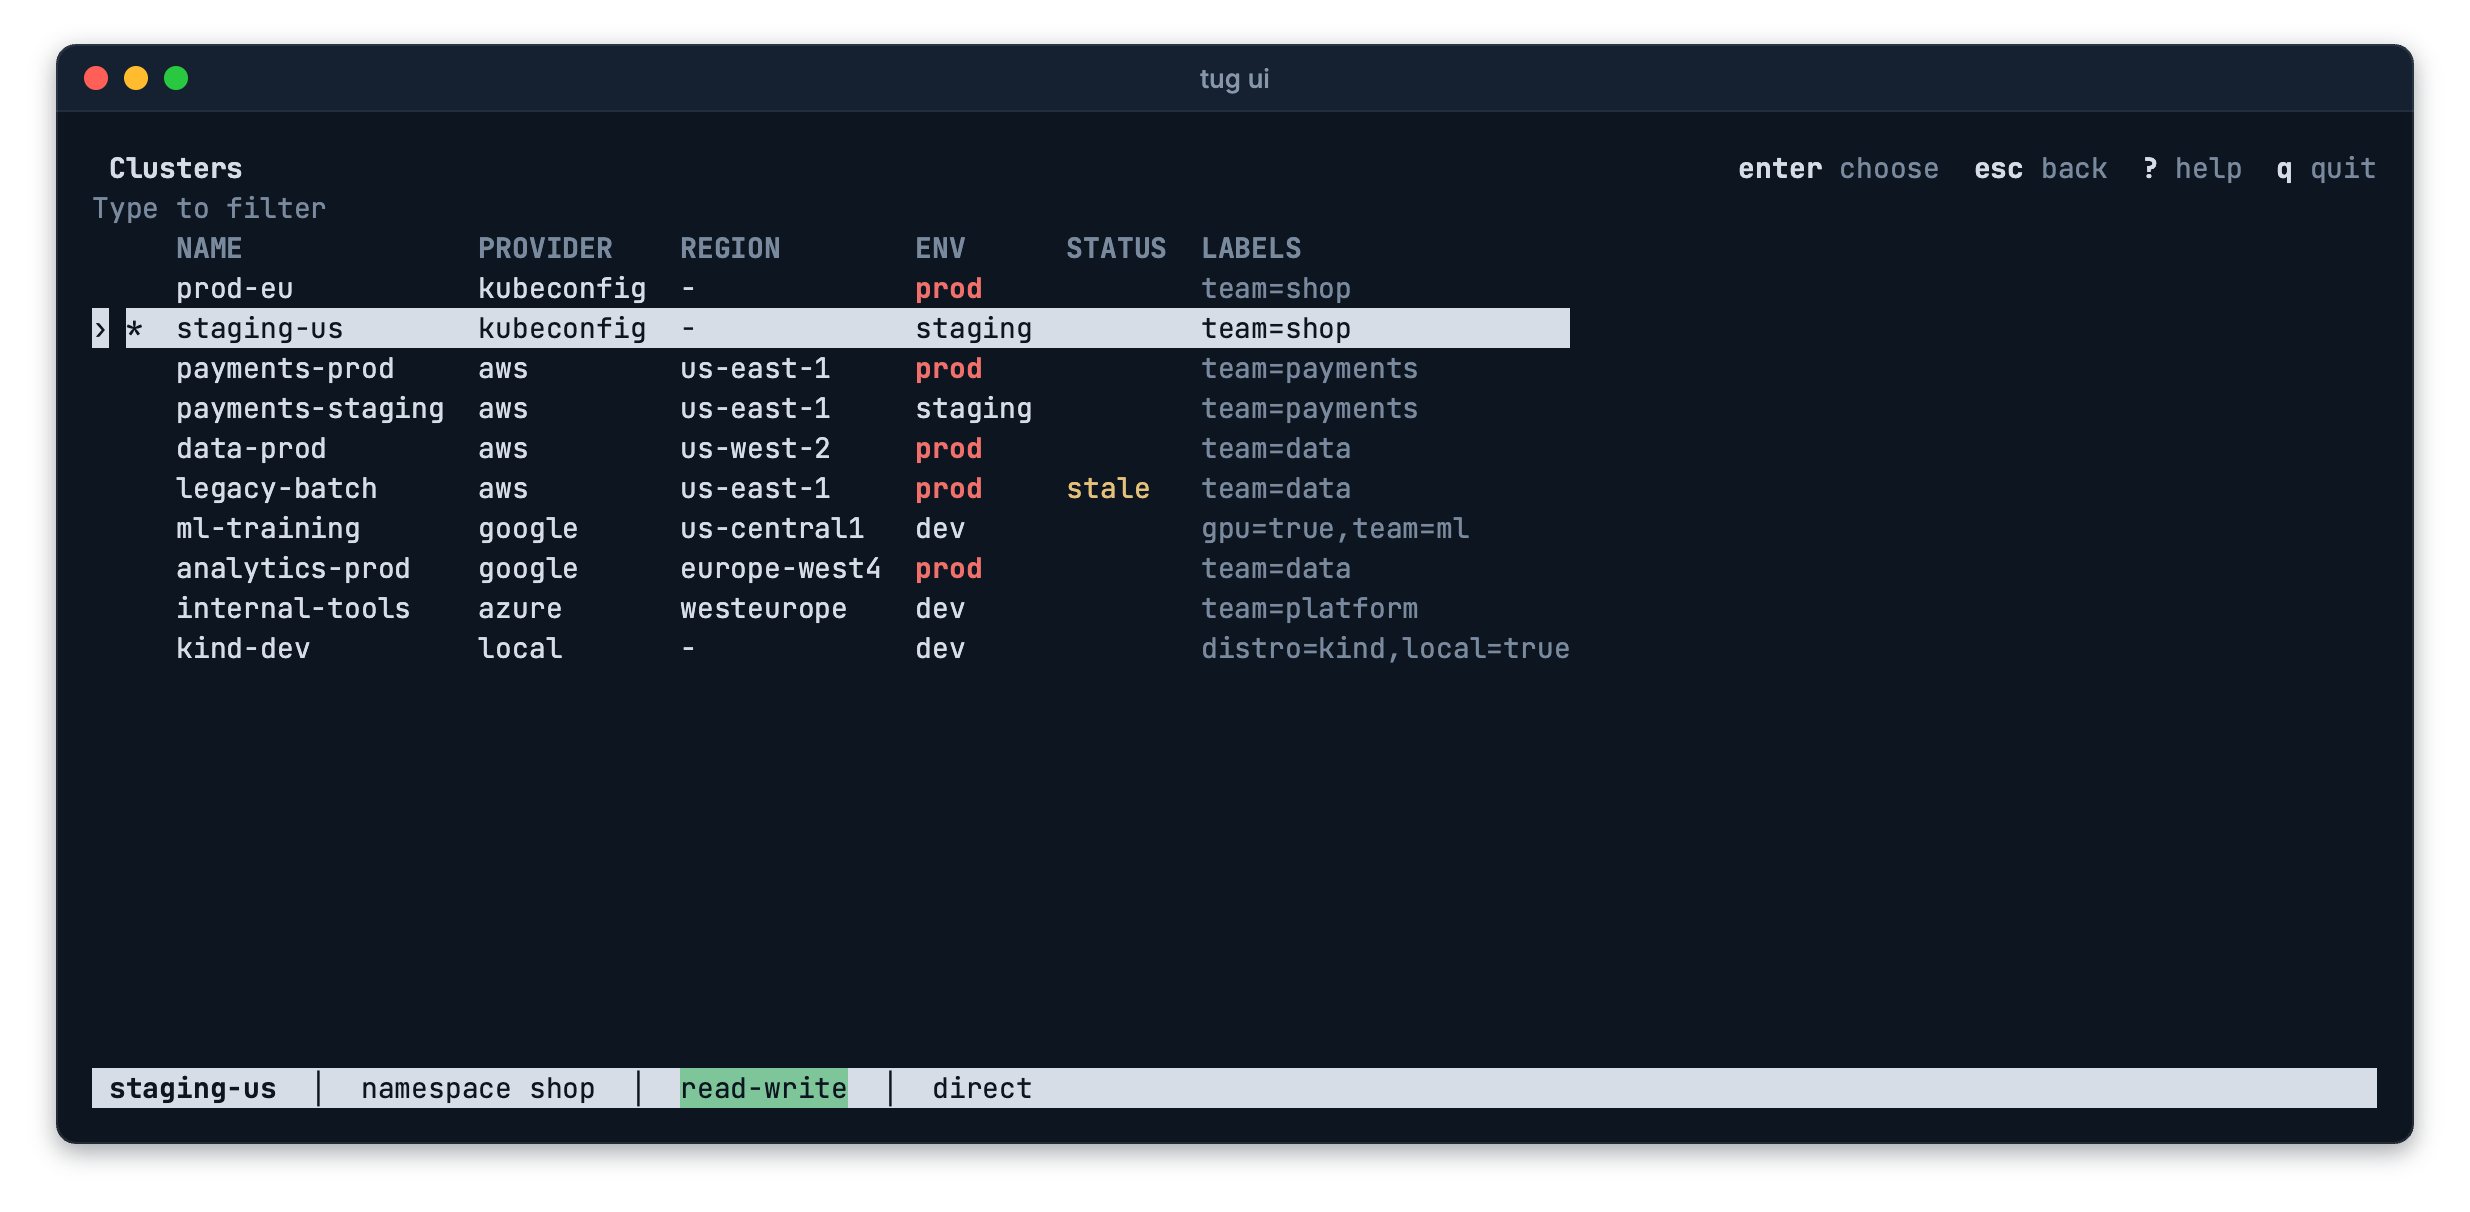 tug ui
Clusters enter choose esc back ? help q quit
Type to filter
NAME PROVIDER REGION ENV STATUS LABELS
prod-eu kubeconfig - prod team=shop
› * staging-us kubeconfig - staging team=shop
payments-prod aws us-east-1 prod team=payments
payments-staging aws us-east-1 staging team=payments
data-prod aws us-west-2 prod team=data
legacy-batch aws us-east-1 prod stale team=data
ml-training google us-central1 dev gpu=true,team=ml
analytics-prod google europe-west4 prod team=data
internal-tools azure westeurope dev team=platform
kind-dev local - dev distro=kind,local=true
staging-us │ namespace shop │ read-write │ direct